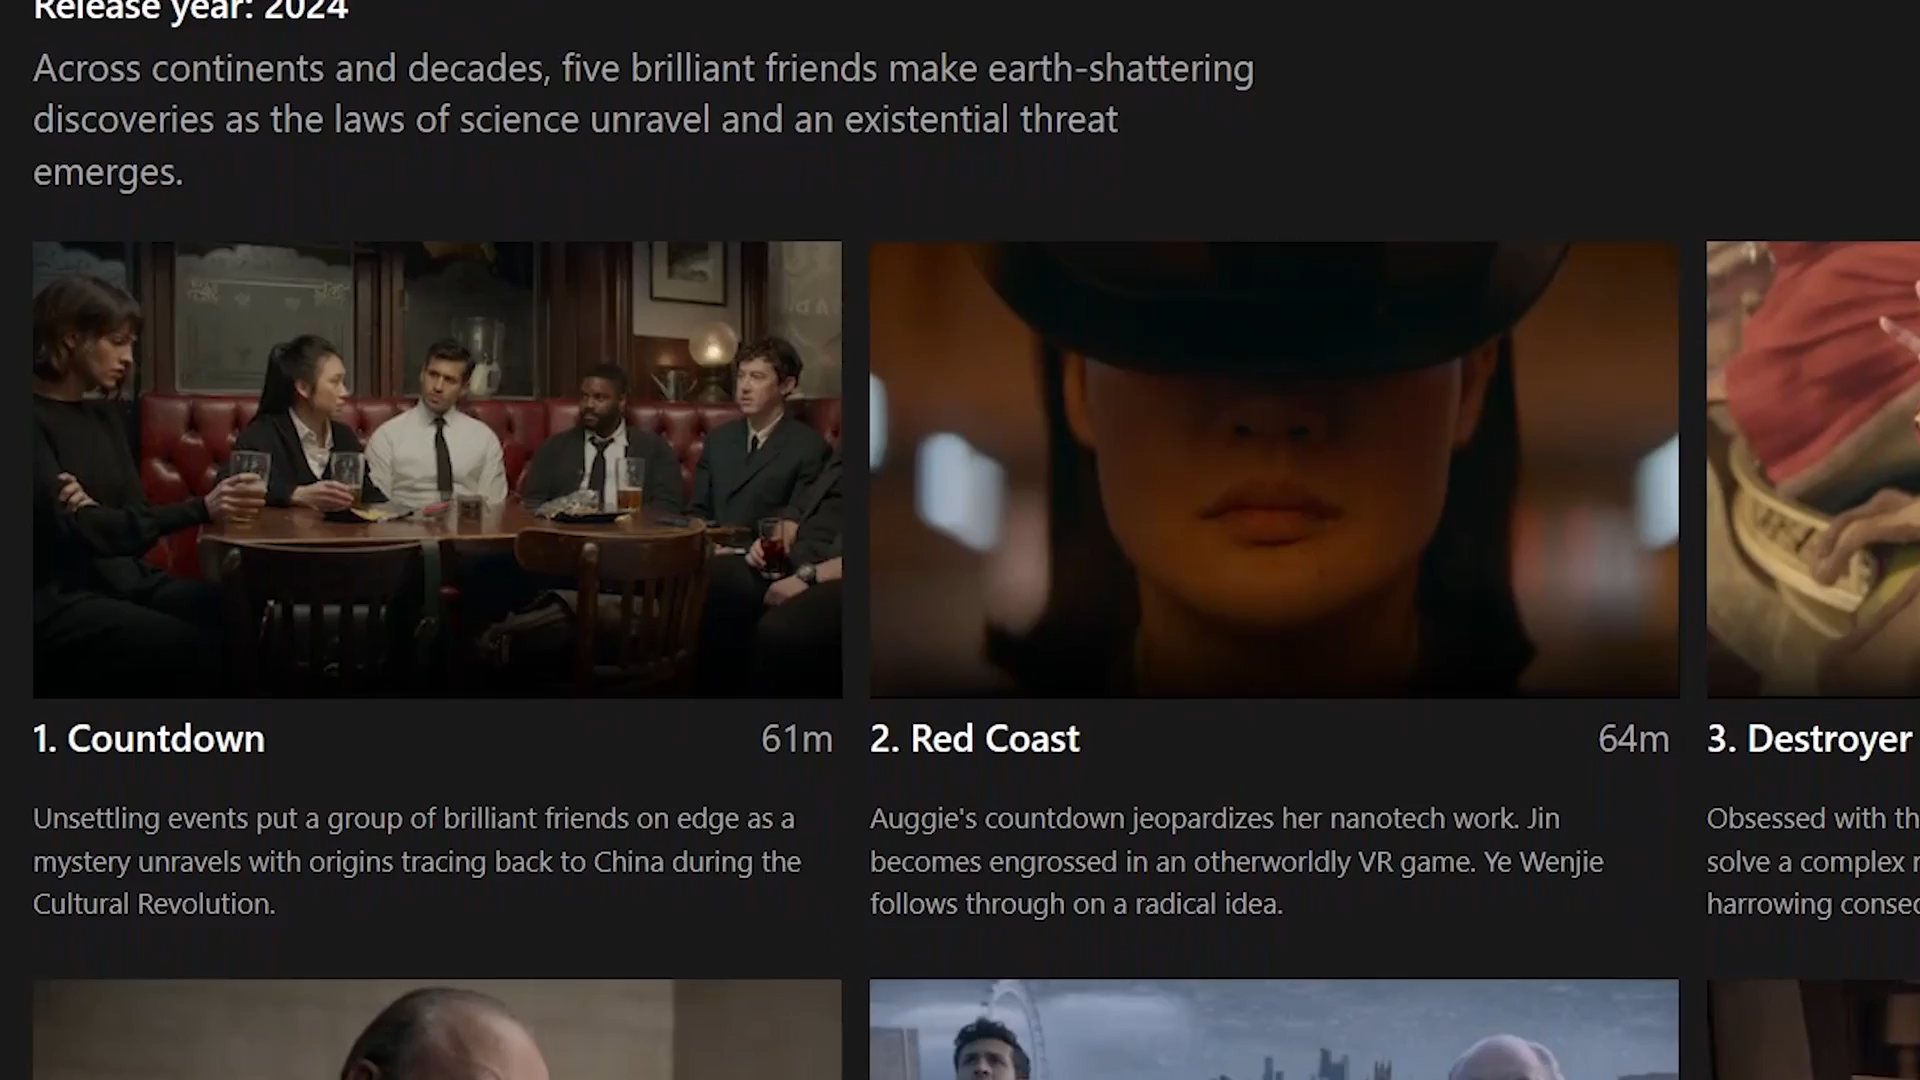 Release year: 2024
Across continents and decades, five brilliant friends make earth-shattering
discoveries as the laws of science unravel and an existential threat
emerges.
1. Countdown 61m
2. Red Coast 64m
3. Destroyer
Unsettling events put a group of brilliant friends on edge as a
mystery unravels with origins tracing back to China during the
Cultural Revolution.
Auggie's countdown jeopardizes her nanotech work. Jin
becomes engrossed in an otherworldly VR game. Ye Wenjie
follows through on a radical idea.
Obsessed with
solve a complex
harrowing